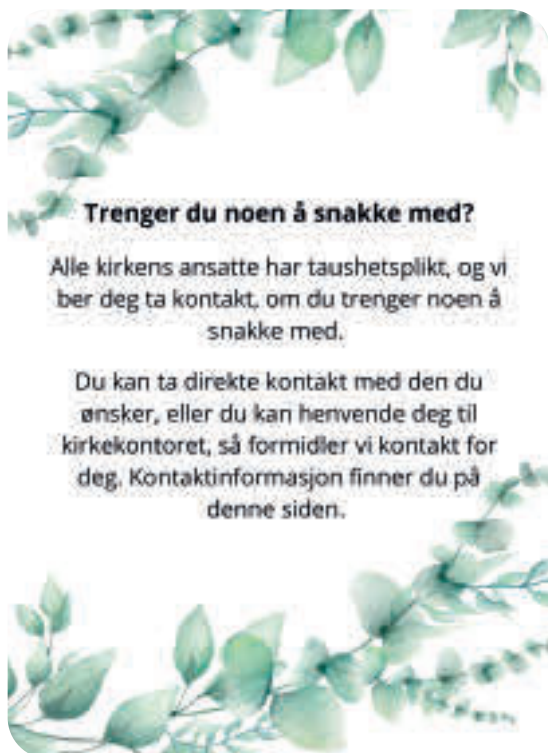 Trenger du noen å snakke med?
Alle kirkens ansatte har taushetsplikt, og vi
ber deg ta kontakt, om du trenger noen å
snakke med.
Du kan ta direkte kontakt med den du
ønsker, eller du kan henvende deg til
kirkekontoret, så formidler vi kontakt for
deg. Kontaktinformasjon finner du på
denne siden.